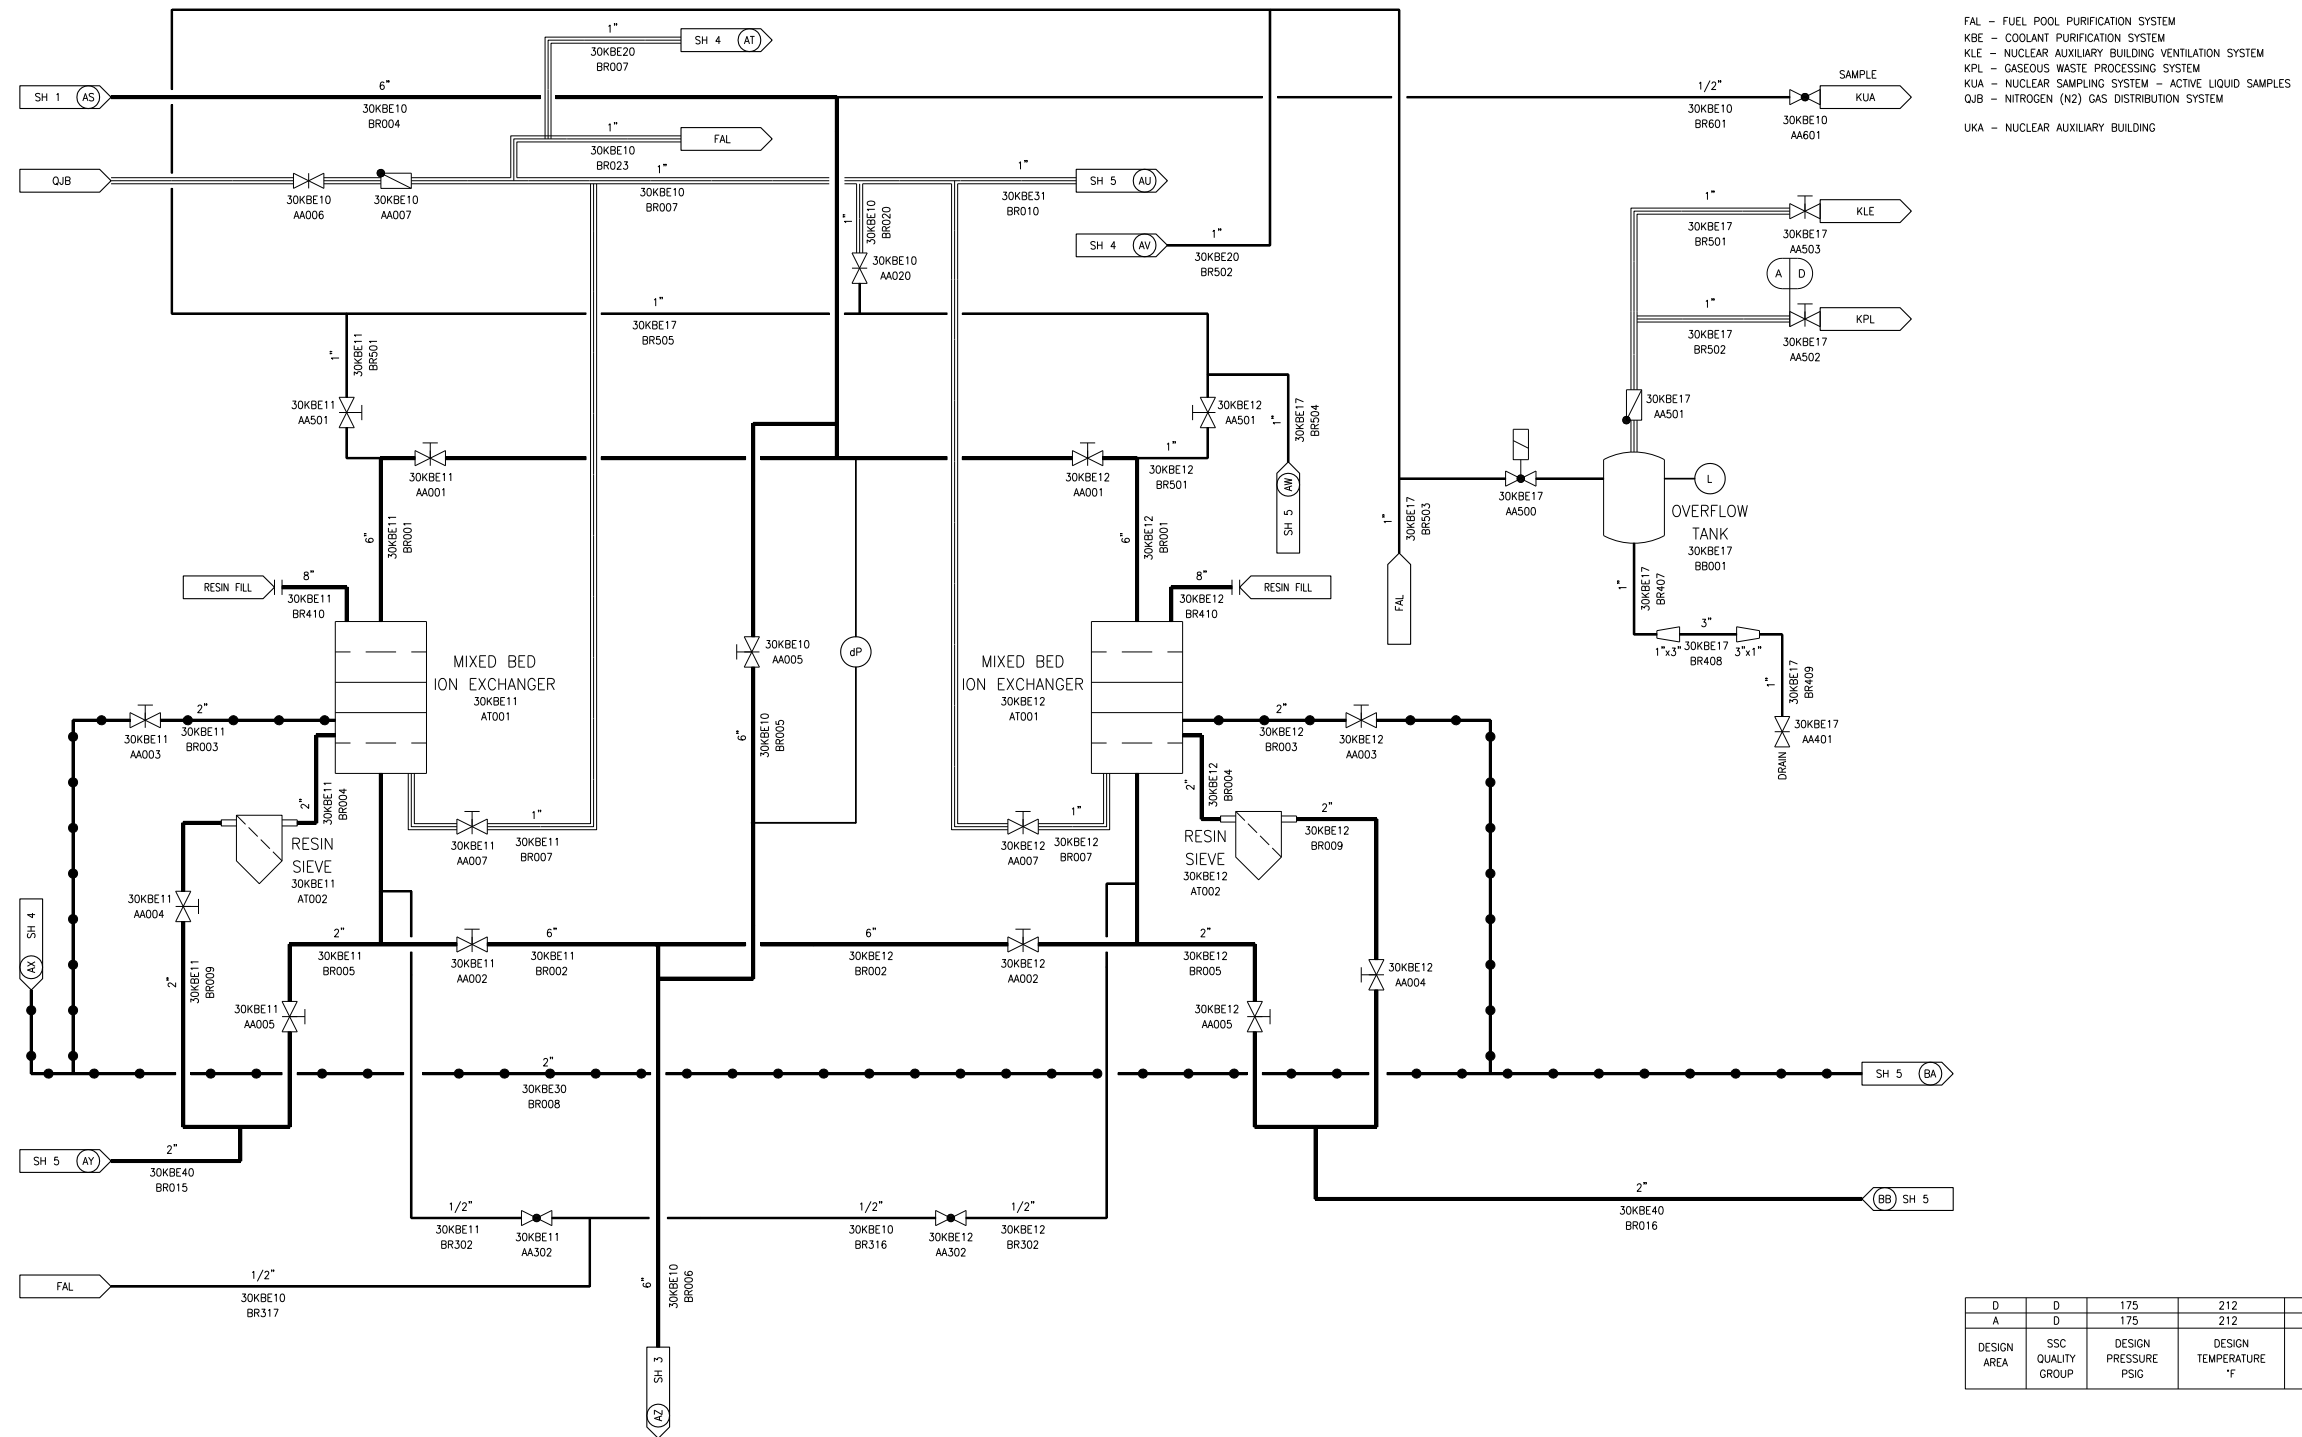 FAL – FUEL POOL PURIFICATION SYSTEM
KBE – COOLANT PURIFICATION SYSTEM
KLE – NUCLEAR AUXILIARY BUILDING VENTILATION SYSTEM
KPL – GASEOUS WASTE PROCESSING SYSTEM
KUA – NUCLEAR SAMPLING SYSTEM – ACTIVE LIQUID SAMPLES
QJB – NITROGEN (N2) GAS DISTRIBUTION SYSTEM
UKA – NUCLEAR AUXILIARY BUILDING
1"
SH 4 AT
30KBE20
BR007
SH 1 AS
6"
30KBE10
BR004
1/2"
30KBE10
BR601
SAMPLE
KUA
30KBE10
AA601
1"
FAL
30KBE10
BR023
QJB
30KBE10
AA006
30KBE10
AA007
1"
30KBE10
BR007
1"
30KBE10
BR020
30KBE10
AA020
1"
SH 5 AU
30KBE31
BR010
SH 4 AV
1"
30KBE20
BR502
1"
30KBE17
BR501
KLE
30KBE17
AA503
A D
1"
30KBE17
BR502
KPL
30KBE17
AA502
1"
30KBE17
BR505
1"
30KBE11
BR501
30KBE11
AA501
30KBE11
AA001
30KBE12
AA501
30KBE12
AA001
1"
30KBE12
BR501
1"
30KBE17
BR504
SH 5 AW
30KBE17
AA501
30KBE17
AA500
L
OVERFLOW
TANK
30KBE17
BB001
1"
30KBE17
BR503
FAL
6"
30KBE11
BR001
6"
30KBE12
BR001
RESIN FILL
8"
30KBE11
BR410
8"
30KBE12
BR410
RESIN FILL
1"
30KBE17
BR407
3"
1"x3"
30KBE17
BR408
3"x1"
1"
30KBE17
BR409
30KBE17
AA401
DRAIN
MIXED BED
ION EXCHANGER
30KBE11
AT001
30KBE10
AA005
dP
MIXED BED
ION EXCHANGER
30KBE12
AT001
2"
30KBE11
AA003
30KBE11
BR003
6"
30KBE10
BR005
2"
30KBE12
BR003
30KBE12
AA003
2"
30KBE11
BR004
RESIN
SIEVE
30KBE11
AT002
30KBE11
AA007
1"
30KBE11
BR007
30KBE12
AA007
1"
30KBE12
BR007
2"
30KBE12
BR004
RESIN
SIEVE
30KBE12
AT002
2"
30KBE12
BR009
30KBE11
AA004
SH 4 AX
2"
30KBE11
BR009
2"
30KBE11
BR005
30KBE11
AA005
30KBE11
AA002
6"
30KBE11
BR002
6"
30KBE12
BR002
30KBE12
AA002
2"
30KBE12
BR005
30KBE12
AA005
30KBE12
AA004
2"
30KBE30
BR008
SH 5 BA
SH 5 AY
2"
30KBE40
BR015
2"
30KBE40
BR016
BB SH 5
1/2"
30KBE11
BR302
30KBE11
AA302
1/2"
30KBE10
BR316
30KBE12
AA302
1/2"
30KBE12
BR302
FAL
1/2"
30KBE10
BR317
6"
30KBE10
BR006
SH 3 AZ
D D 175 212
A D 175 212
DESIGN AREA
SSC QUALITY GROUP
DESIGN PRESSURE PSIG
DESIGN TEMPERATURE °F